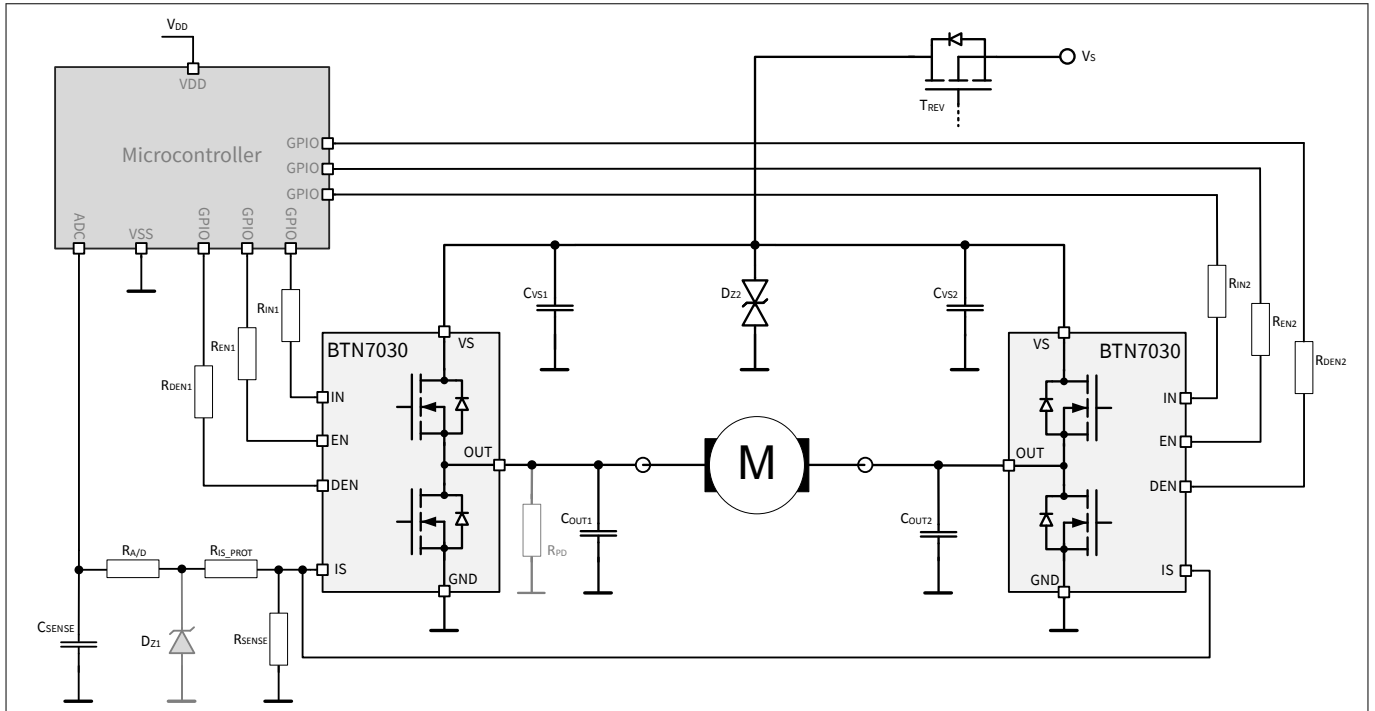 VDD
VDD
Microcontroller
GPIO
GPIO
GPIO
ADC
VSS
GPIO
GPIO
GPIO
VS
TREV
RIN1
REN1
RDEN1
CVS1
DZ2
CVS2
RIN2
REN2
RDEN2
BTN7030
VS
IN
EN
DEN
IS
OUT
GND
RPD
COUT1
M
COUT2
BTN7030
VS
IN
EN
DEN
IS
OUT
GND
RA/D
RIS_PROT
CSENSE
DZ1
RSENSE